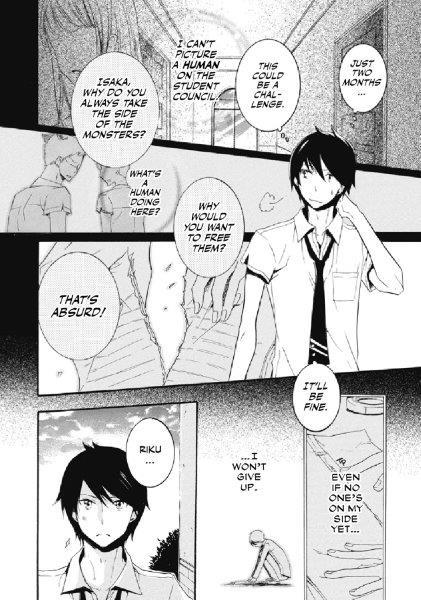 JUST
TWO
MONTHS
...
THIS
COULD
BE A
CHAL-
LENGE.
I CAN'T
PICTURE
A HUMAN
ON THE
STUDENT
COUNCIL.
ISAKA,
WHY DO YOU
ALWAYS TAKE
THE SIDE
OF THE
MONSTERS?
WHAT'S
A HUMAN
DOING
HERE?
WHY
WOULD
YOU WANT
TO FREE
THEM?
THAT'S
ABSURD!
IT'LL
BE
FINE.
EVEN
IF NO
ONE'S
ON MY
SIDE
YET...
...I
WON'T
GIVE
UP.
RIKU
...